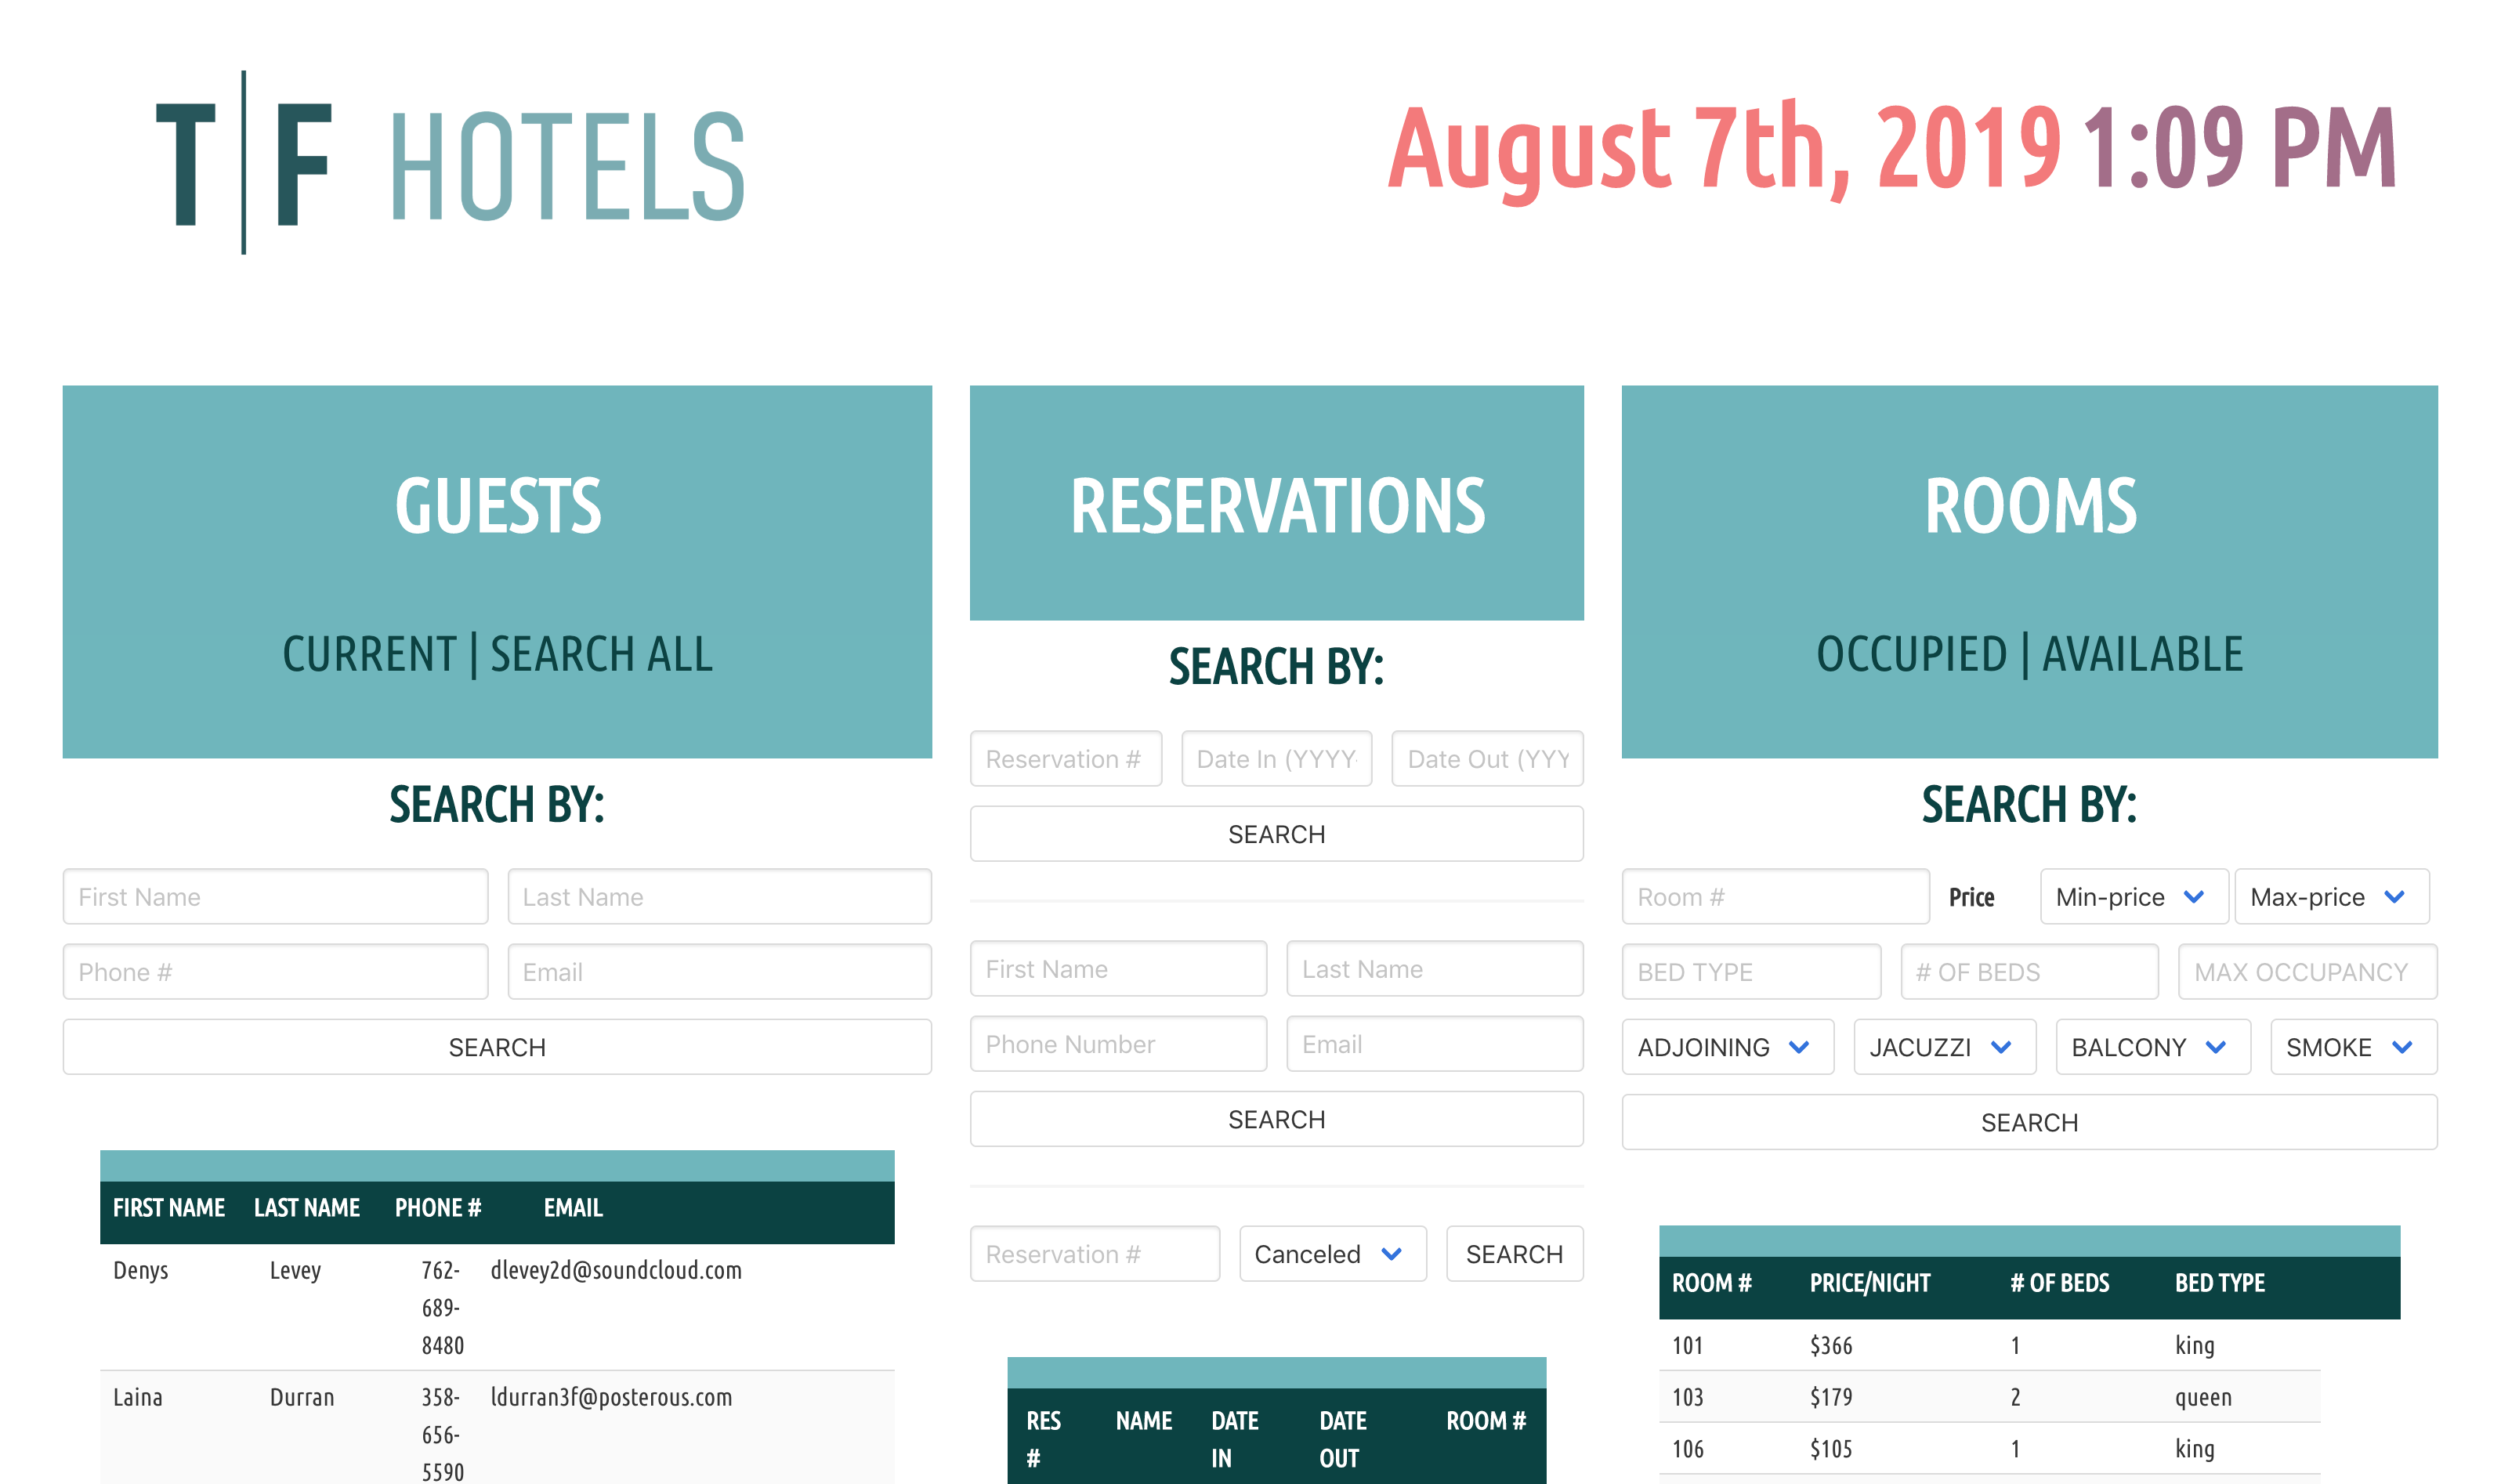 T|F HOTELS
August 7th, 2019 1:09 PM
GUESTS
CURRENT | SEARCH ALL
SEARCH BY:
First Name
Last Name
Phone #
Email
SEARCH
FIRST NAME LAST NAME PHONE # EMAIL
Denys Levey 762-689-8480 dlevey2d@soundcloud.com
Laina Durran 358-656-5590 ldurran3f@posterous.com
RESERVATIONS
SEARCH BY:
Reservation #
Date In (YYYY-
Date Out (YYY
SEARCH
First Name
Last Name
Phone Number
Email
SEARCH
Reservation #
Canceled
SEARCH
RES # NAME DATE IN DATE OUT ROOM #
ROOMS
OCCUPIED | AVAILABLE
SEARCH BY:
Room #
Price
Min-price
Max-price
BED TYPE
# OF BEDS
MAX OCCUPANCY
ADJOINING
JACUZZI
BALCONY
SMOKE
SEARCH
ROOM # PRICE/NIGHT # OF BEDS BED TYPE
101 $366 1 king
103 $179 2 queen
106 $105 1 king